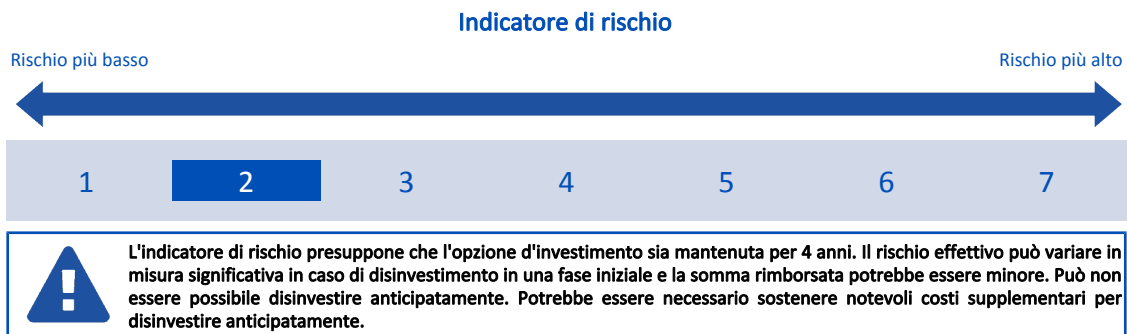 Indicatore di rischio
Rischio più basso Rischio più alto
1 2 3 4 5 6 7
L'indicatore di rischio presuppone che l'opzione d'investimento sia mantenuta per 4 anni. Il rischio effettivo può variare in
misura significativa in caso di disinvestimento in una fase iniziale e la somma rimborsata potrebbe essere minore. Può non
essere possibile disinvestire anticipatamente. Potrebbe essere necessario sostenere notevoli costi supplementari per
disinvestire anticipatamente.